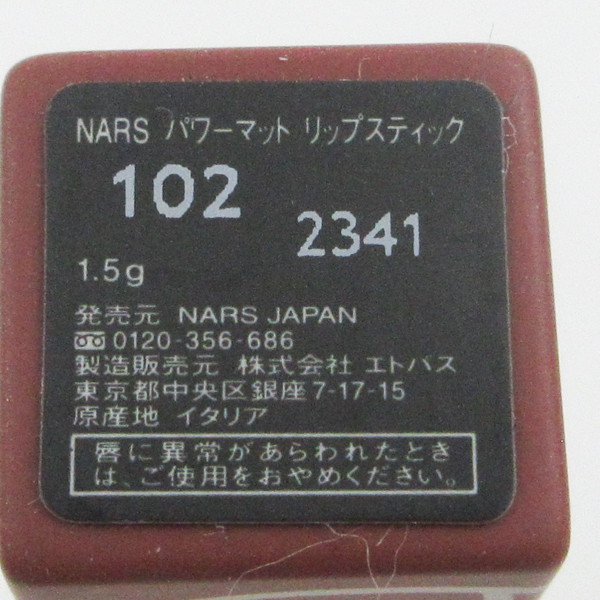 NARS パワーマット リップスティック
102
2341
1.5g
発売元 NARS JAPAN
0120-356-686
製造販売元 株式会社 エトバス
東京都中央区銀座7-17-15
原産地 イタリア
唇に異常があらわれたとき
は、ご使用をおやめください。